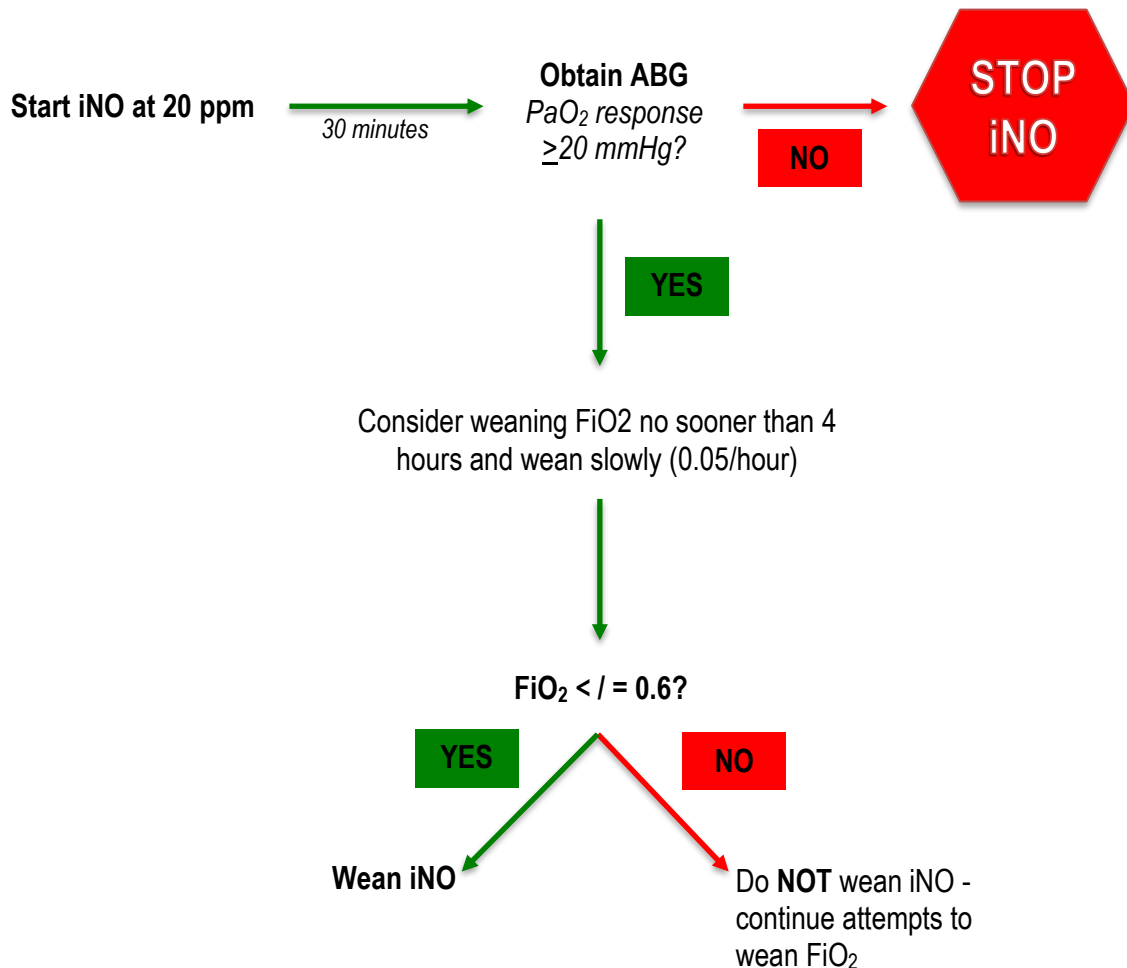 Start iNO at 20 ppm
30 minutes
Obtain ABG
PaO₂ response
≥20 mmHg?
NO
STOP
iNO
YES
Consider weaning FiO2 no sooner than 4
hours and wean slowly (0.05/hour)
FiO₂ < / = 0.6?
YES
NO
Wean iNO
Do NOT wean iNO -
continue attempts to
wean FiO₂